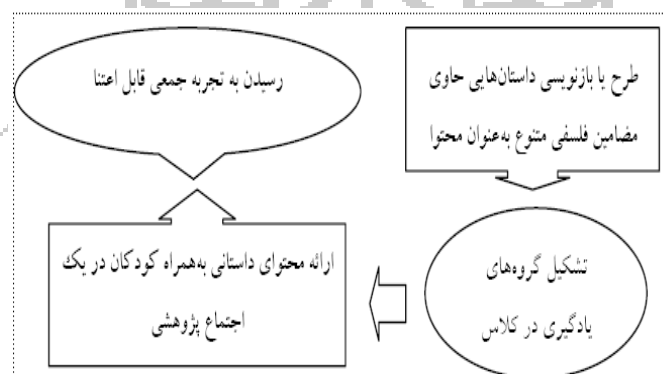 طرح یا بازنویسی داستان‌هایی حاوی
مضامین فلسفی متنوع به‌عنوان محتوا
تشکیل گروه‌های
یادگیری در کلاس
ارائه محتوای داستانی به‌همراه کودکان در یک
اجتماع پژوهشی
رسیدن به تجربه جمعی قابل اعتنا